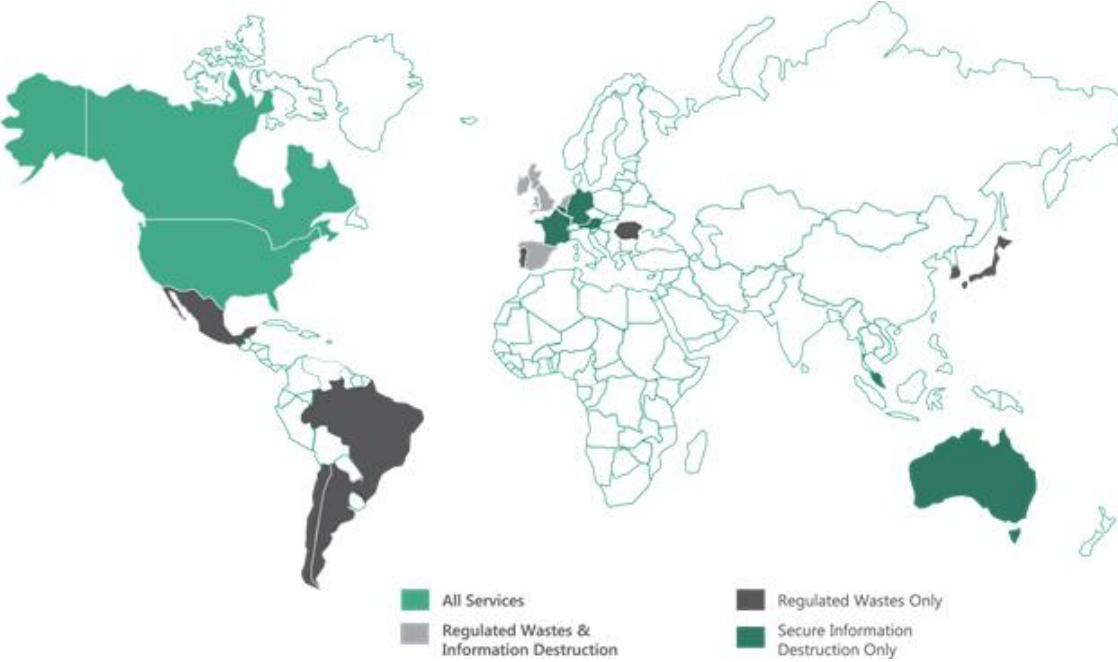 All Services
Regulated Wastes &
Information Destruction
Regulated Wastes Only
Secure Information
Destruction Only